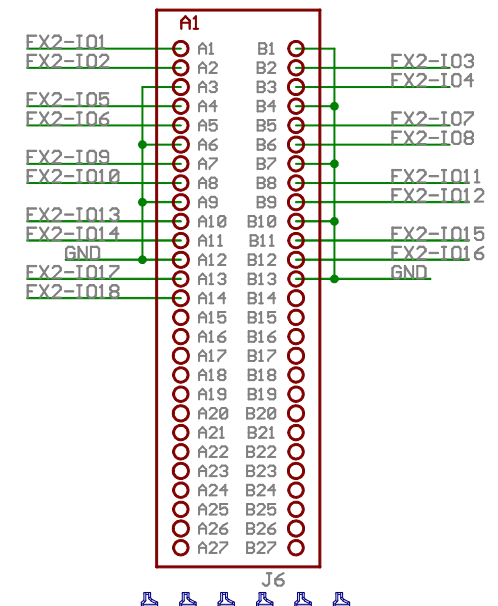 A1
FX2-IO1 A1 B1
FX2-IO2 A2 B2 FX2-IO3
A3 B3 FX2-IO4
FX2-IO5 A4 B4
FX2-IO6 A5 B5 FX2-IO7
A6 B6 FX2-IO8
FX2-IO9 A7 B7
FX2-IO10 A8 B8 FX2-IO11
A9 B9 FX2-IO12
FX2-IO13 A10 B10
FX2-IO14 A11 B11 FX2-IO15
GND A12 B12 FX2-IO16
FX2-IO17 A13 B13 GND
FX2-IO18 A14 B14
A15 B15
A16 B16
A17 B17
A18 B18
A19 B19
A20 B20
A21 B21
A22 B22
A23 B23
A24 B24
A25 B25
A26 B26
A27 B27
J6